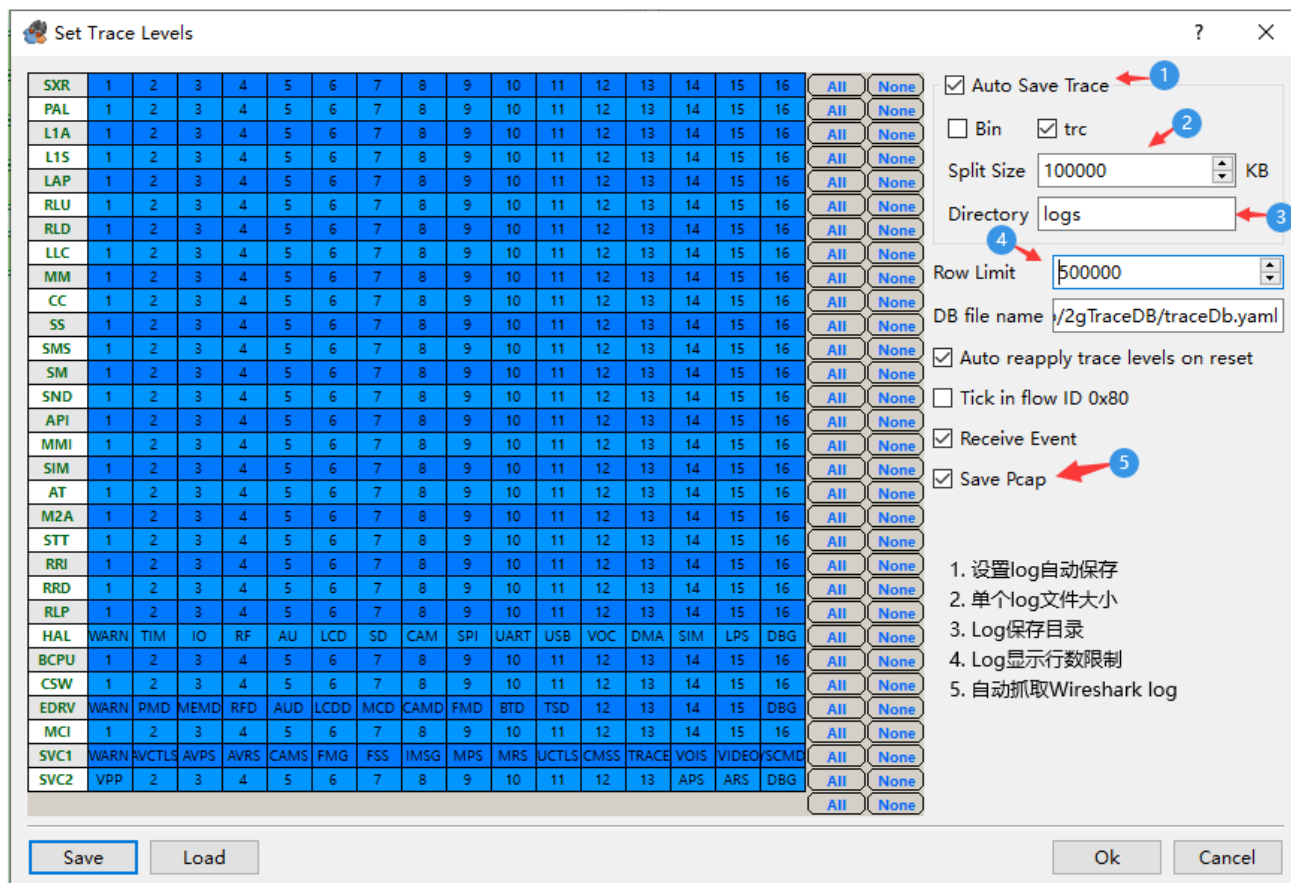 Set Trace Levels ? ×
SXR 1 2 3 4 5 6 7 8 9 10 11 12 13 14 15 16 All None
PAL 1 2 3 4 5 6 7 8 9 10 11 12 13 14 15 16 All None
L1A 1 2 3 4 5 6 7 8 9 10 11 12 13 14 15 16 All None
L1S 1 2 3 4 5 6 7 8 9 10 11 12 13 14 15 16 All None
LAP 1 2 3 4 5 6 7 8 9 10 11 12 13 14 15 16 All None
RLU 1 2 3 4 5 6 7 8 9 10 11 12 13 14 15 16 All None
RLD 1 2 3 4 5 6 7 8 9 10 11 12 13 14 15 16 All None
LLC 1 2 3 4 5 6 7 8 9 10 11 12 13 14 15 16 All None
MM 1 2 3 4 5 6 7 8 9 10 11 12 13 14 15 16 All None
CC 1 2 3 4 5 6 7 8 9 10 11 12 13 14 15 16 All None
SS 1 2 3 4 5 6 7 8 9 10 11 12 13 14 15 16 All None
SMS 1 2 3 4 5 6 7 8 9 10 11 12 13 14 15 16 All None
SM 1 2 3 4 5 6 7 8 9 10 11 12 13 14 15 16 All None
SND 1 2 3 4 5 6 7 8 9 10 11 12 13 14 15 16 All None
API 1 2 3 4 5 6 7 8 9 10 11 12 13 14 15 16 All None
MMI 1 2 3 4 5 6 7 8 9 10 11 12 13 14 15 16 All None
SIM 1 2 3 4 5 6 7 8 9 10 11 12 13 14 15 16 All None
AT 1 2 3 4 5 6 7 8 9 10 11 12 13 14 15 16 All None
M2A 1 2 3 4 5 6 7 8 9 10 11 12 13 14 15 16 All None
STT 1 2 3 4 5 6 7 8 9 10 11 12 13 14 15 16 All None
RRI 1 2 3 4 5 6 7 8 9 10 11 12 13 14 15 16 All None
RRD 1 2 3 4 5 6 7 8 9 10 11 12 13 14 15 16 All None
RLP 1 2 3 4 5 6 7 8 9 10 11 12 13 14 15 16 All None
HAL WARN TIM IO RF AU LCD SD CAM SPI UART USB VOC DMA SIM LPS DBG All None
BCPU 1 2 3 4 5 6 7 8 9 10 11 12 13 14 15 16 All None
CSW 1 2 3 4 5 6 7 8 9 10 11 12 13 14 15 16 All None
EDRV WARN PMD MEMD RFD AUD LCDD MCD CAMD FMD BTD TSD 12 13 14 15 DBG All None
MCI 1 2 3 4 5 6 7 8 9 10 11 12 13 14 15 16 All None
SVC1 WARN AVCTLS AVPS AVRS CAMS FMG FSS IMSG MPS MRS UCTLS CMSS TRACE VOIS VIDEO YSCMD All None
SVC2 VPP 2 3 4 5 6 7 8 9 10 11 12 13 APS ARS DBG All None
All None
Auto Save Trace 1
Bin trc 2
Split Size 100000 KB
Directory logs 3
4
Row Limit 500000
DB file name /2gTraceDB/traceDb.yaml
Auto reapply trace levels on reset
Tick in flow ID 0x80
Receive Event
Save Pcap 5
1. 设置log自动保存
2. 单个log文件大小
3. Log保存目录
4. Log显示行数限制
5. 自动抓取Wireshark log
Save Load Ok Cancel